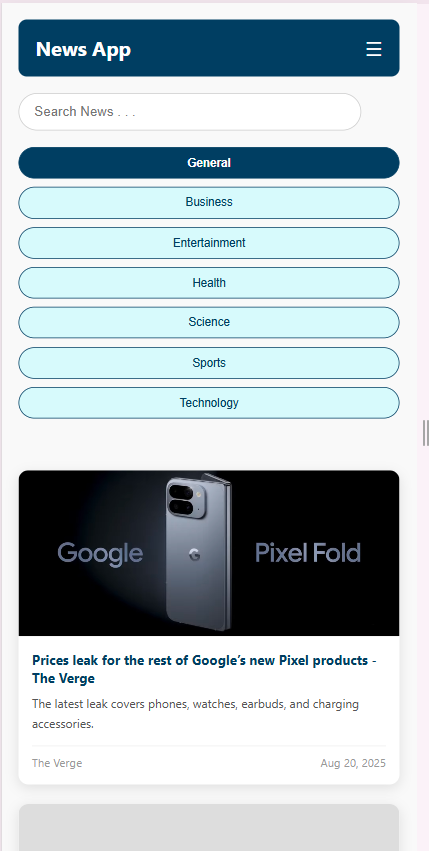 News App
Search News . . .
General
Business
Entertainment
Health
Science
Sports
Technology
Google Pixel Fold
Prices leak for the rest of Google’s new Pixel products -
The Verge
The latest leak covers phones, watches, earbuds, and charging
accessories.
The Verge Aug 20, 2025